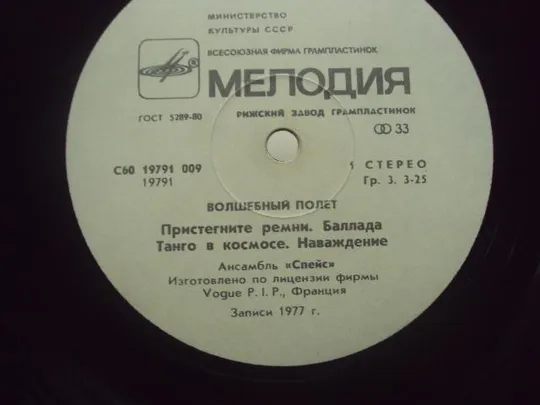 МИНИСТЕРСТВО
КУЛЬТУРЫ СССР
ВСЕСОЮЗНАЯ ФИРМА ГРАМПЛАСТИНОК
МЕЛОДИЯ
ГОСТ 5289-80
РИЖСКИЙ ЗАВОД ГРАМПЛАСТИНОК
33
С60 19791 009
19791
1 СТЕРЕО
Гр. 3. 3-25
ВОЛШЕБНЫЙ ПОЛЕТ
Пристегните ремни. Баллада
Танго в космосе. Наваждение
Ансамбль «Спейс»
Изготовлено по лицензии фирмы
Vogue P. I. P., Франция
Записи 1977 г.